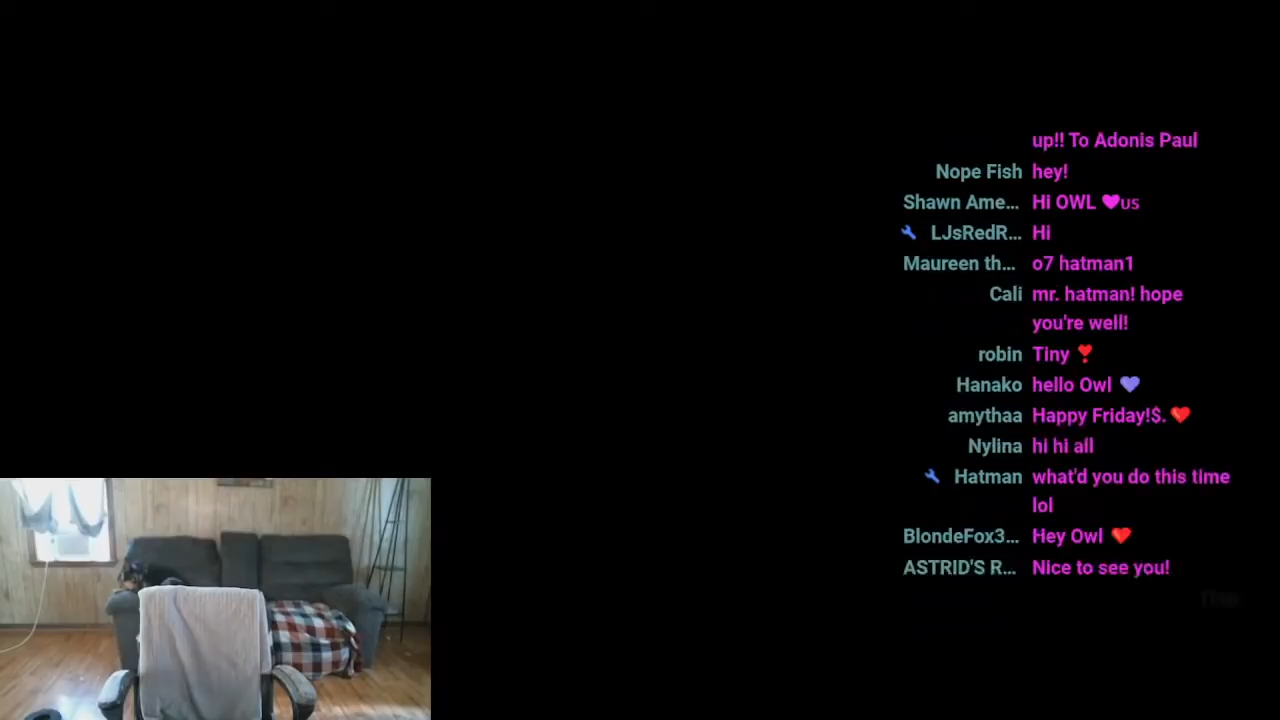 up!! To Adonis Paul
Nope Fish hey!
Shawn Ame... Hi OWL 🩷us
LJsRedR... Hi
Maureen th... o7 hatman1
Cali mr. hatman! hope
you're well!
robin Tiny ❣️
Hanako hello Owl 💜
amythaa Happy Friday!$. ❤️
Nylina hi hi all
Hatman what'd you do this time
lol
BlondeFox3... Hey Owl ❤️
ASTRID'S R... Nice to see you!